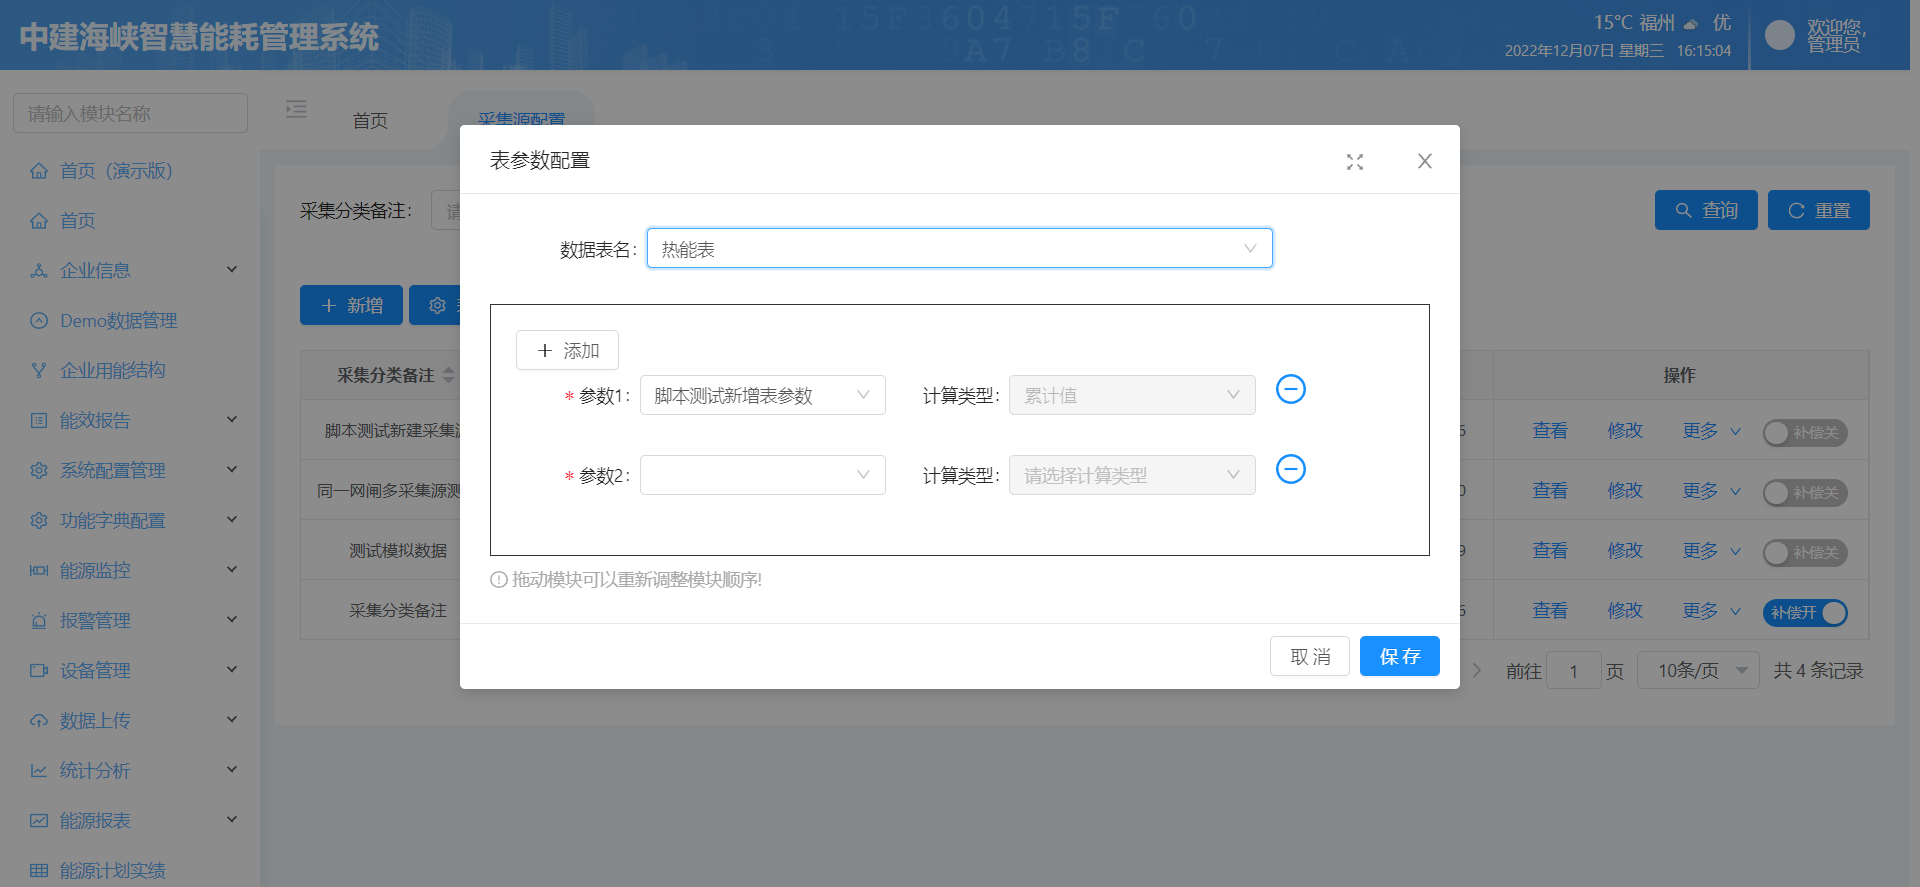 中建海峡智慧能耗管理系统
15℃ 福州 优
2022年12月07日 星期三 16:15:04
欢迎您,
管理员
请输入模块名称
首页
采集源配置
首页（演示版）
首页
企业信息
Demo数据管理
企业用能结构
能效报告
系统配置管理
功能字典配置
能源监控
报警管理
设备管理
数据上传
统计分析
能源报表
能源计划实绩
采集分类备注:
查询
重置
新增
采集分类备注
操作
脚本测试新建采集
查看 修改 更多 补偿关
同一网闸多采集源测
查看 修改 更多 补偿关
测试模拟数据
查看 修改 更多 补偿关
采集分类备注
查看 修改 更多 补偿开
前往 1 页 10条/页 共 4 条记录
表参数配置
数据表名: 热能表
添加
* 参数1: 脚本测试新增表参数 计算类型: 累计值
* 参数2: 计算类型: 请选择计算类型
拖动模块可以重新调整模块顺序!
取 消
保 存